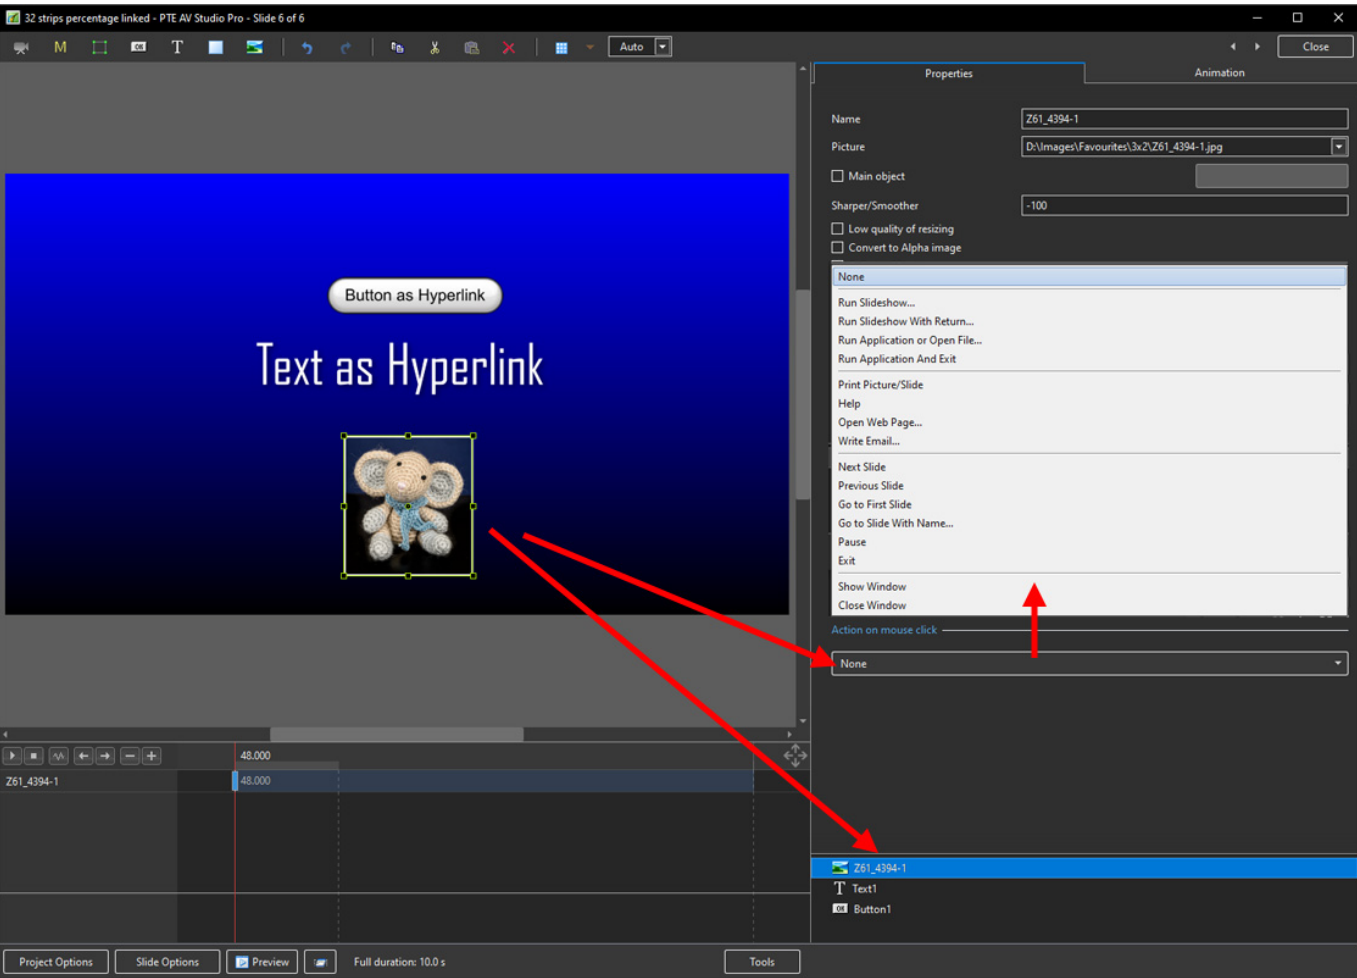 32 strips percentage linked - PTE AV Studio Pro - Slide 6 of 6
M
OK
T
Auto
Close
Properties
Animation
Name
Z61_4394-1
Picture
D:\Images\Favourites\3x2\Z61_4394-1.jpg
Main object
Sharper/Smoother
-100
Low quality of resizing
Convert to Alpha image
None
Run Slideshow...
Run Slideshow With Return...
Run Application or Open File...
Run Application And Exit
Print Picture/Slide
Help
Open Web Page...
Write Email...
Next Slide
Previous Slide
Go to First Slide
Go to Slide With Name...
Pause
Exit
Show Window
Close Window
Action on mouse click
None
Button as Hyperlink
Text as Hyperlink
48.000
Z61_4394-1
48.000
Z61_4394-1
T Text1
OK Button1
Project Options
Slide Options
Preview
Full duration: 10.0 s
Tools